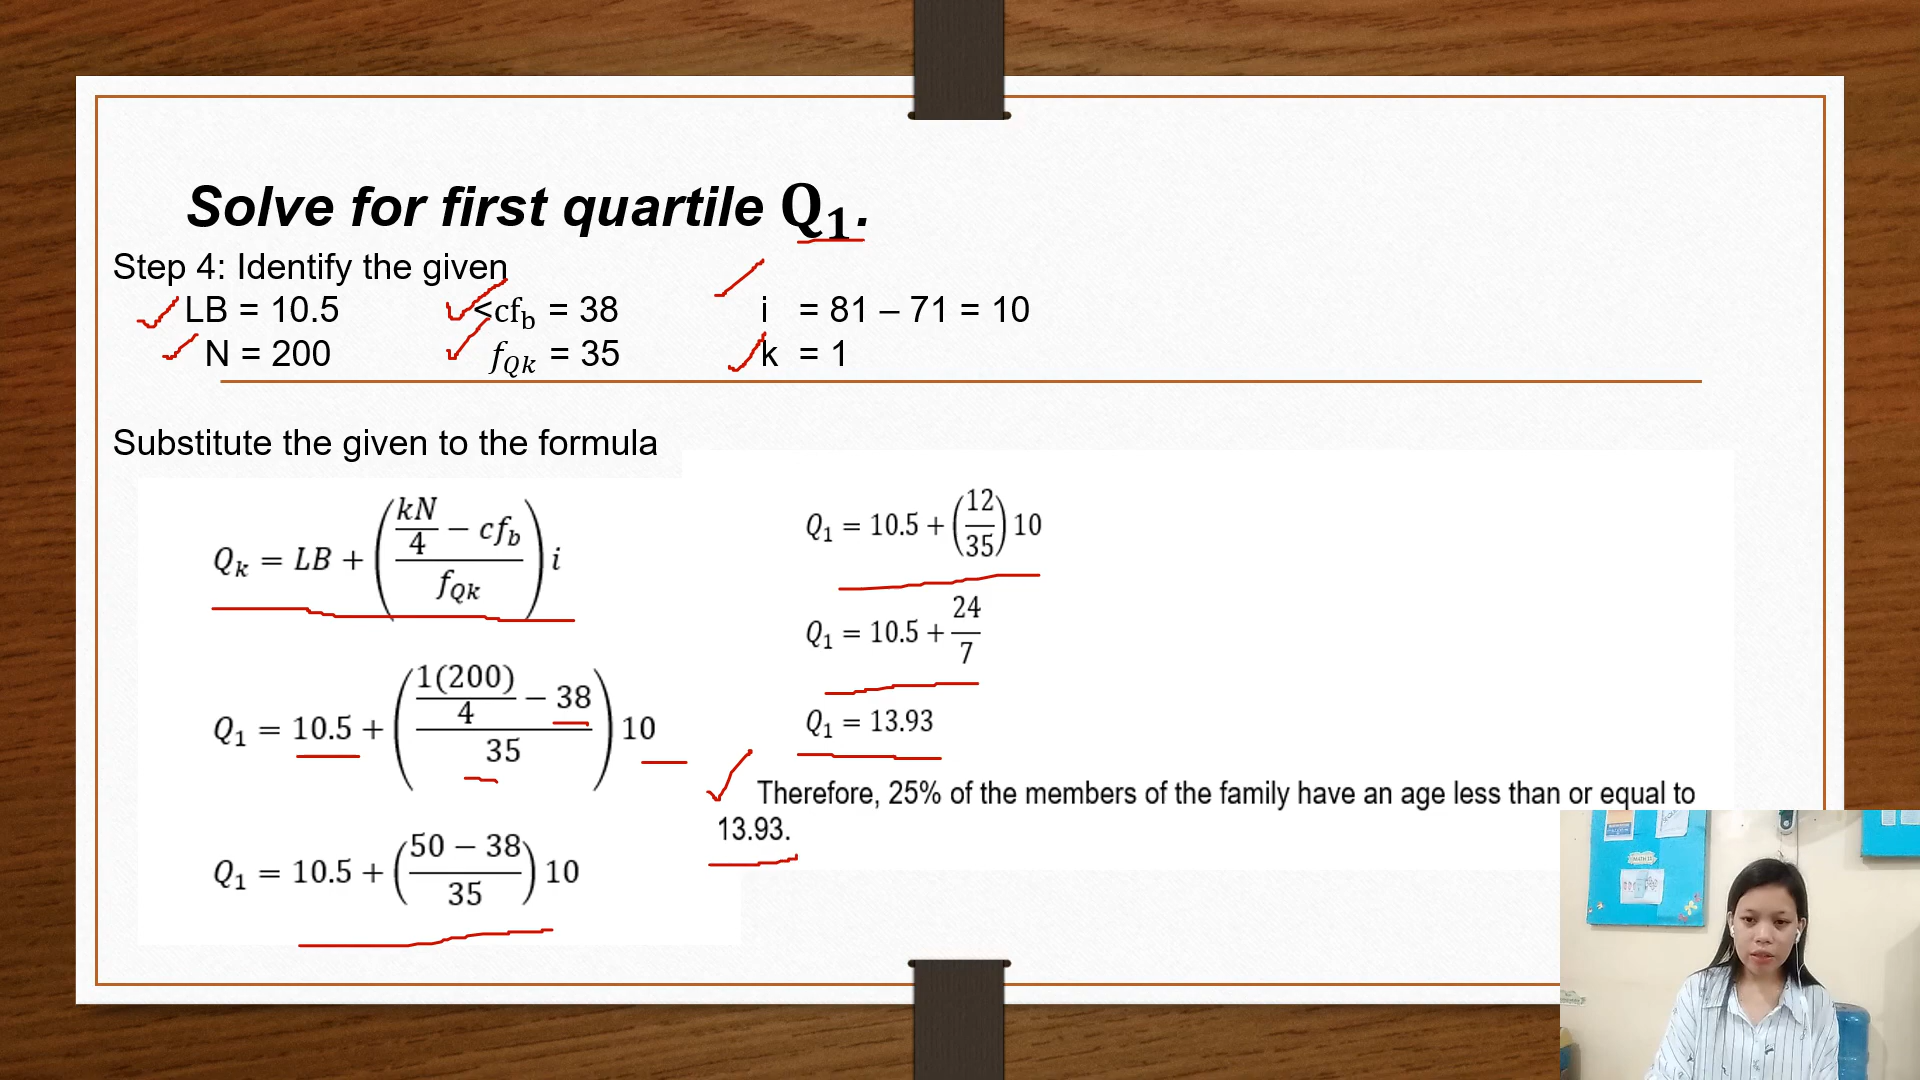 Solve for first quartile Q₁.
Step 4: Identify the given
LB = 10.5 <cf_b = 38 i = 81 – 71 = 10
N = 200 f_Qk = 35 k = 1
Substitute the given to the formula
Q_k = LB + ((kN/4 − cf_b)/f_Qk) i
Q₁ = 10.5 + ((1(200)/4 − 38)/35) 10
Q₁ = 10.5 + ((50 − 38)/35) 10
Q₁ = 10.5 + (12/35) 10
Q₁ = 10.5 + 24/7
Q₁ = 13.93
Therefore, 25% of the members of the family have an age less than or equal to
13.93.